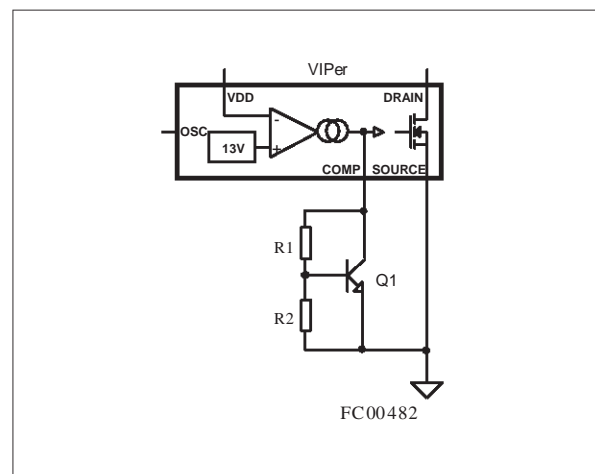 VIPer
VDD
DRAIN
OSC
-
13V
+
COMP SOURCE
R1
Q1
R2
FC00482